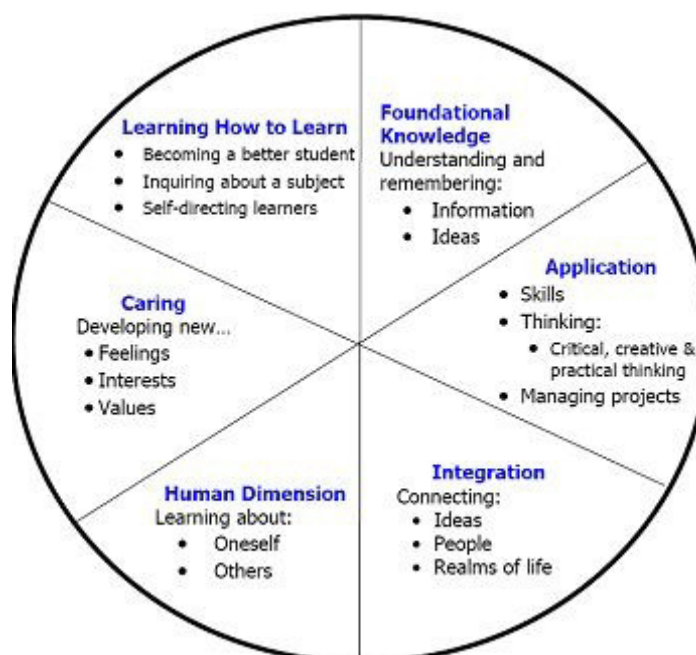 Learning How to Learn
• Becoming a better student
• Inquiring about a subject
• Self-directing learners
Foundational
Knowledge
Understanding and
remembering:
• Information
• Ideas
Application
• Skills
• Thinking:
• Critical, creative &
practical thinking
• Managing projects
Integration
Connecting:
• Ideas
• People
• Realms of life
Human Dimension
Learning about:
• Oneself
• Others
Caring
Developing new...
• Feelings
• Interests
• Values